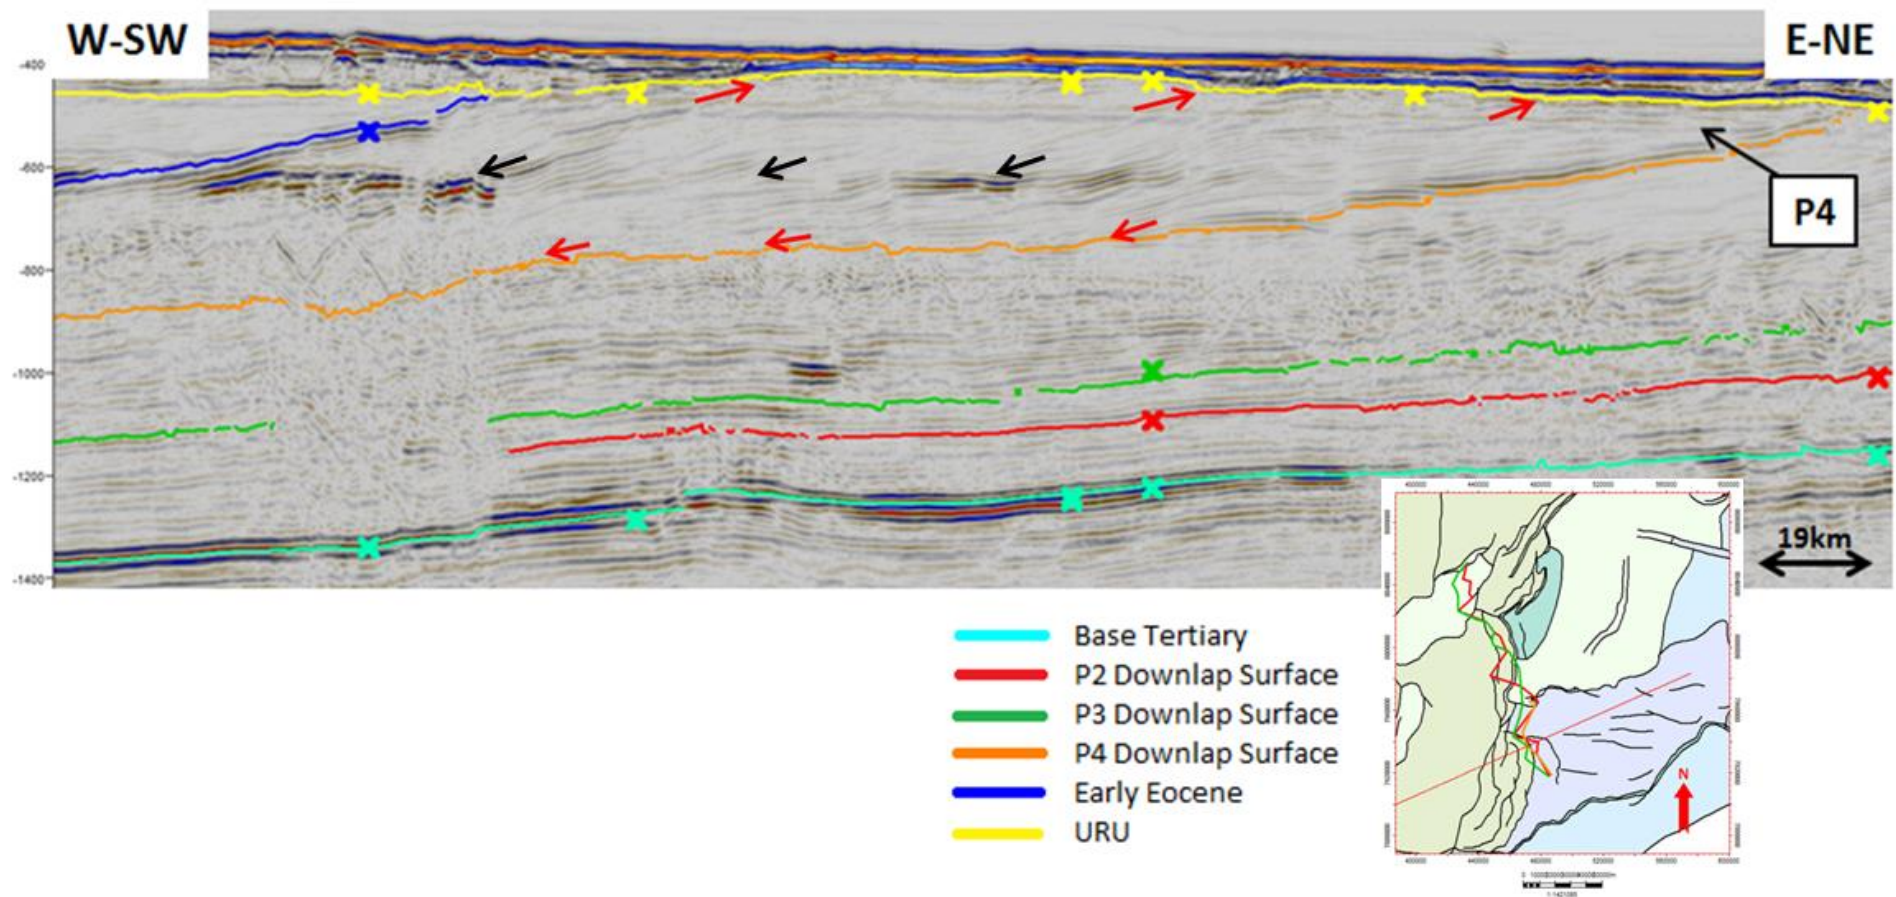 W-SW
E-NE
-400
-600
P4
-800
-1000
-1200
-1400
19km
Base Tertiary
P2 Downlap Surface
P3 Downlap Surface
P4 Downlap Surface
Early Eocene
URU
N